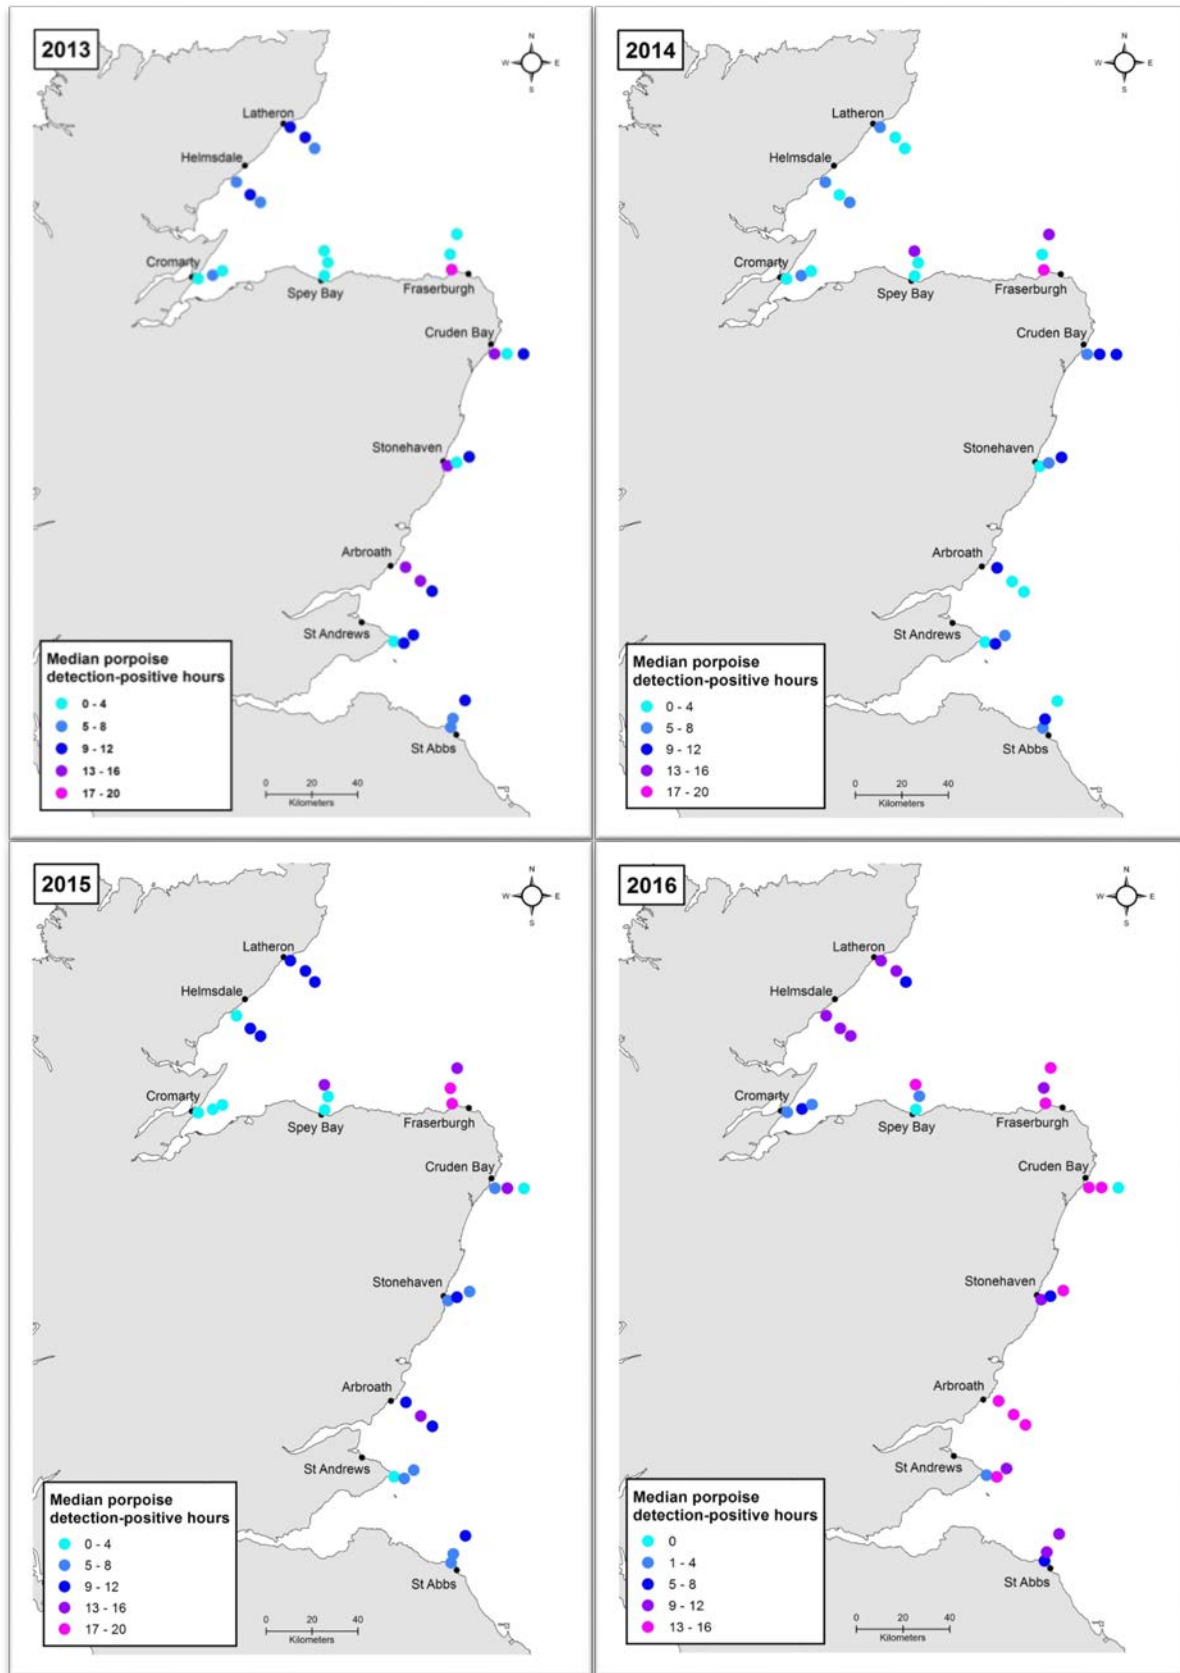 2013
N
W E
S
Latheron
Helmsdale
Cromarty
Spey Bay
Fraserburgh
Cruden Bay
Stonehaven
Arbroath
St Andrews
St Abbs
Median porpoise
detection-positive hours
0 - 4
5 - 8
9 - 12
13 - 16
17 - 20
0 20 40
Kilometers
2014
N
W E
S
Latheron
Helmsdale
Cromarty
Spey Bay
Fraserburgh
Cruden Bay
Stonehaven
Arbroath
St Andrews
St Abbs
Median porpoise
detection-positive hours
0 - 4
5 - 8
9 - 12
13 - 16
17 - 20
0 20 40
Kilometers
2015
N
W E
S
Latheron
Helmsdale
Cromarty
Spey Bay
Fraserburgh
Cruden Bay
Stonehaven
Arbroath
St Andrews
St Abbs
Median porpoise
detection-positive hours
0 - 4
5 - 8
9 - 12
13 - 16
17 - 20
0 20 40
Kilometers
2016
N
W E
S
Latheron
Helmsdale
Cromarty
Spey Bay
Fraserburgh
Cruden Bay
Stonehaven
Arbroath
St Andrews
St Abbs
Median porpoise
detection-positive hours
0
1 - 4
5 - 8
9 - 12
13 - 16
0 20 40
Kilometers